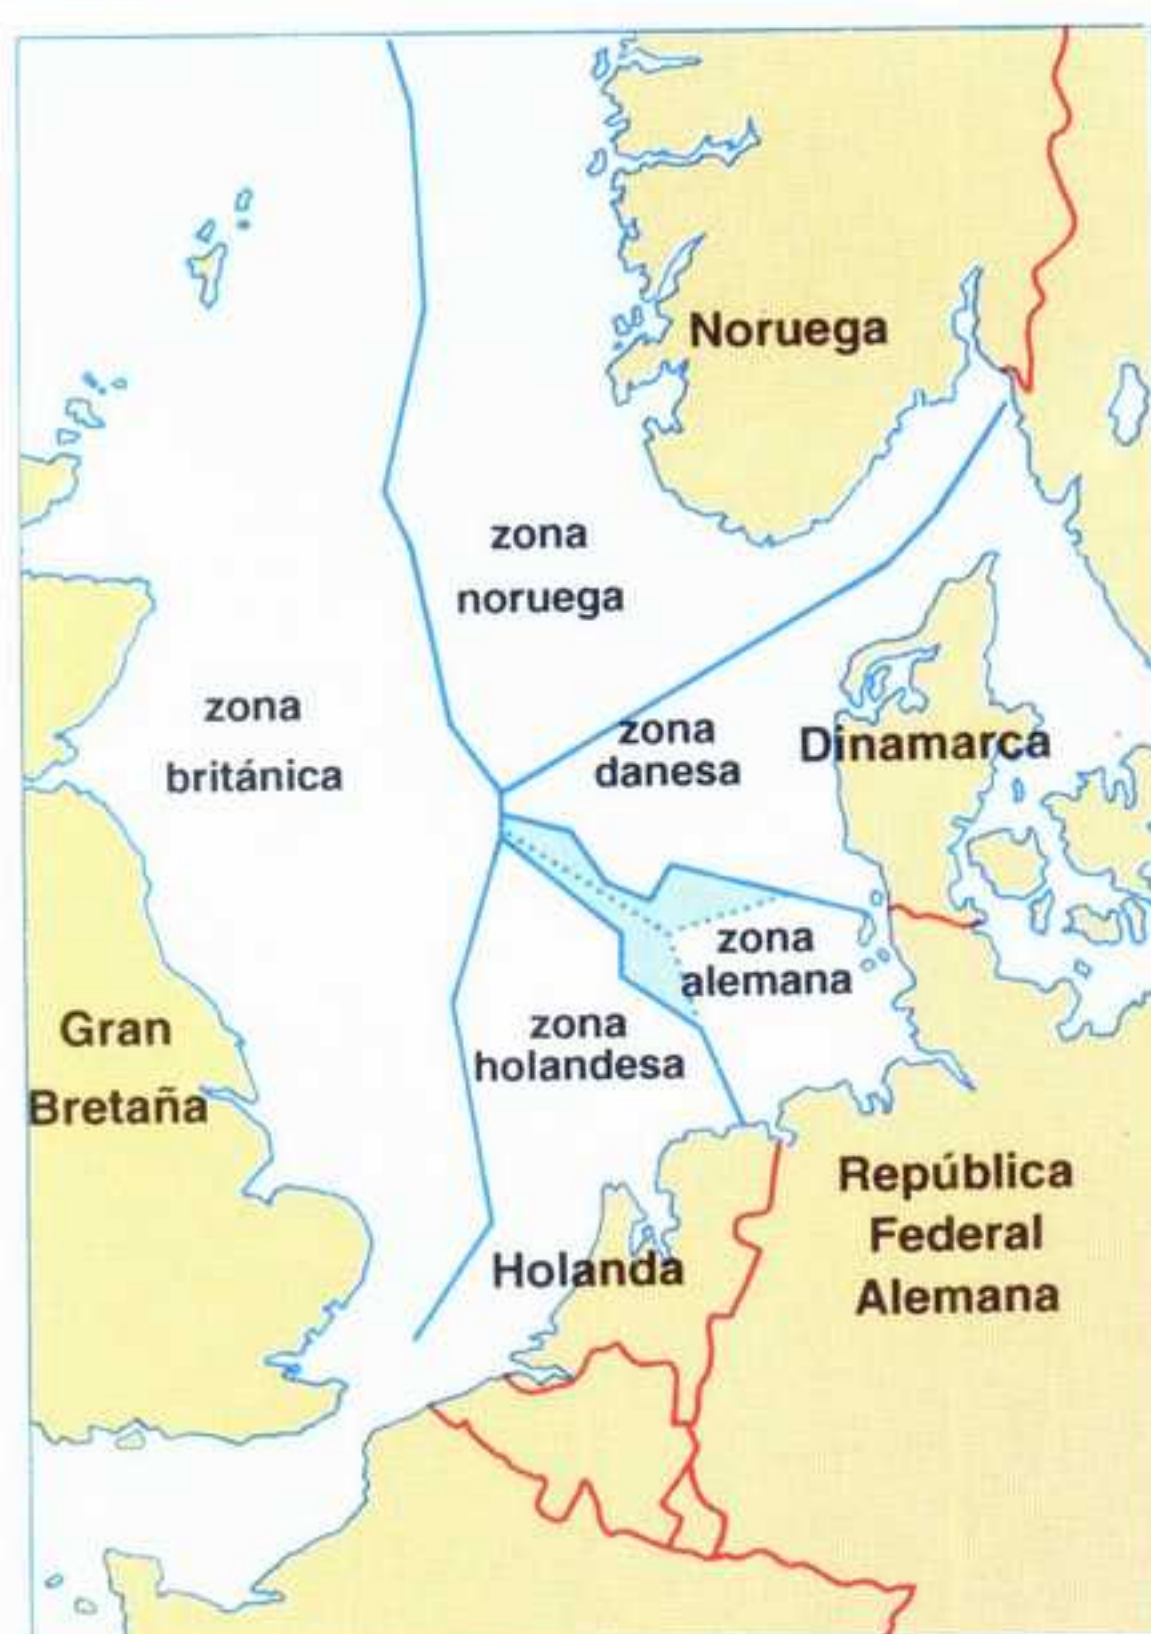 Noruega
zona
noruega
zona
británica
zona
danesa
Dinamarca
zona
alemana
zona
holandesa
Gran
Bretaña
Holanda
República
Federal
Alemana